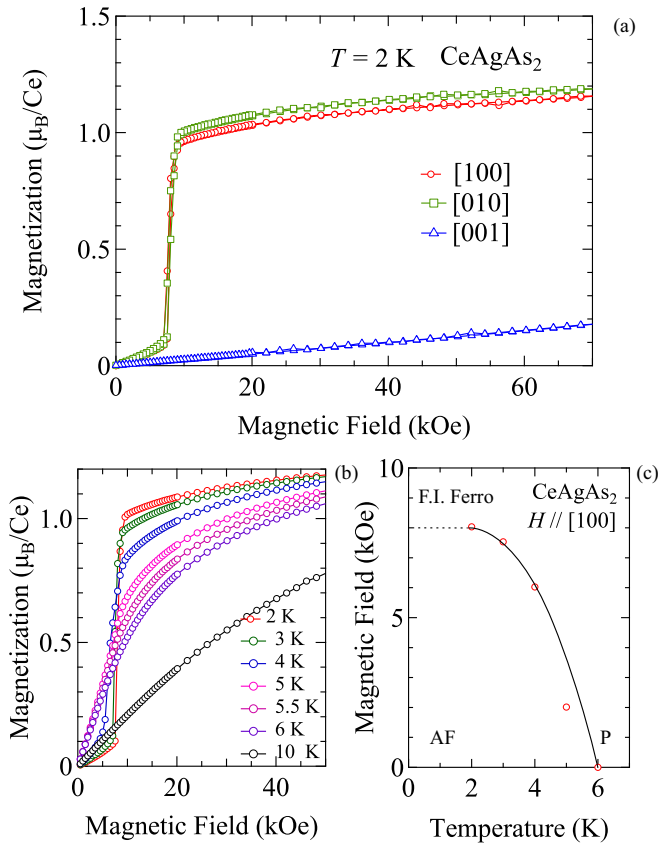 (a)
T = 2 K CeAgAs₂
1.5
1.0
0.5
0
Magnetization (μB/Ce)
[100]
[010]
[001]
0 20 40 60
Magnetic Field (kOe)
(b)
1.0
0.5
0
Magnetization (μB/Ce)
2 K
3 K
4 K
5 K
5.5 K
6 K
10 K
0 20 40
Magnetic Field (kOe)
(c)
10
5
0
Magnetic Field (kOe)
F.I. Ferro
CeAgAs₂
H // [100]
AF
P
0 2 4 6
Temperature (K)